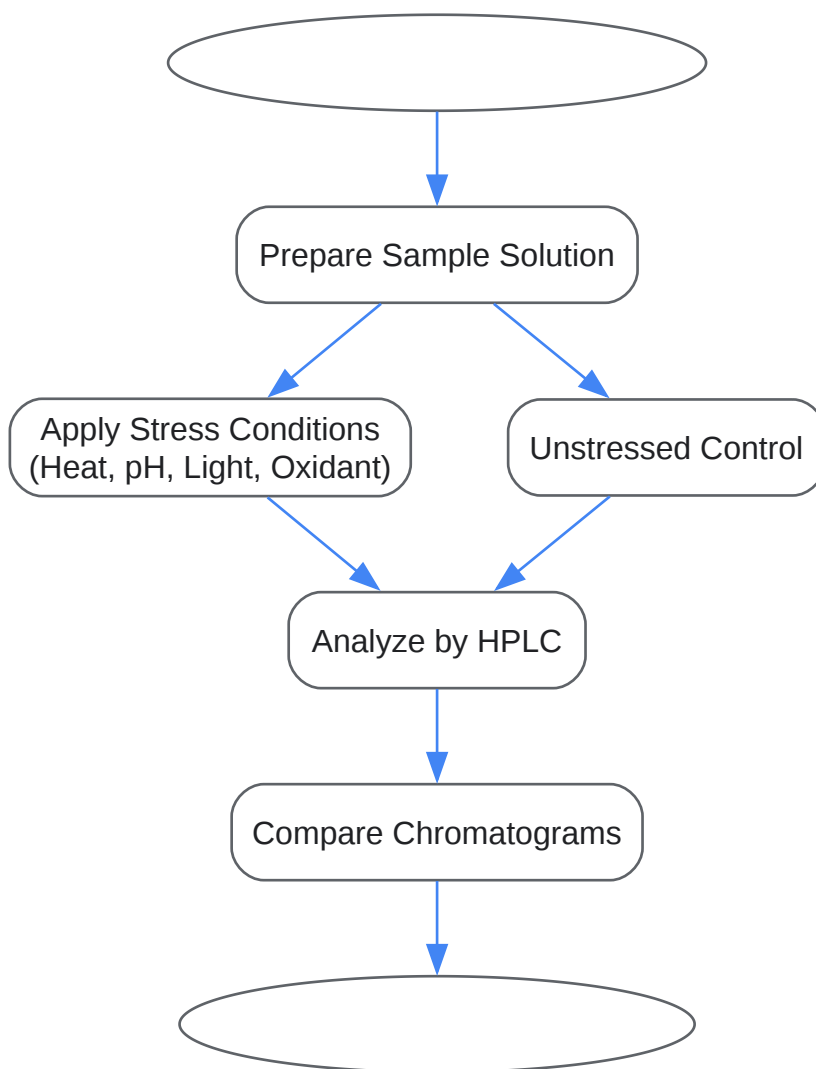 Prepare Sample Solution
Apply Stress Conditions
(Heat, pH, Light, Oxidant)
Unstressed Control
Analyze by HPLC
Compare Chromatograms